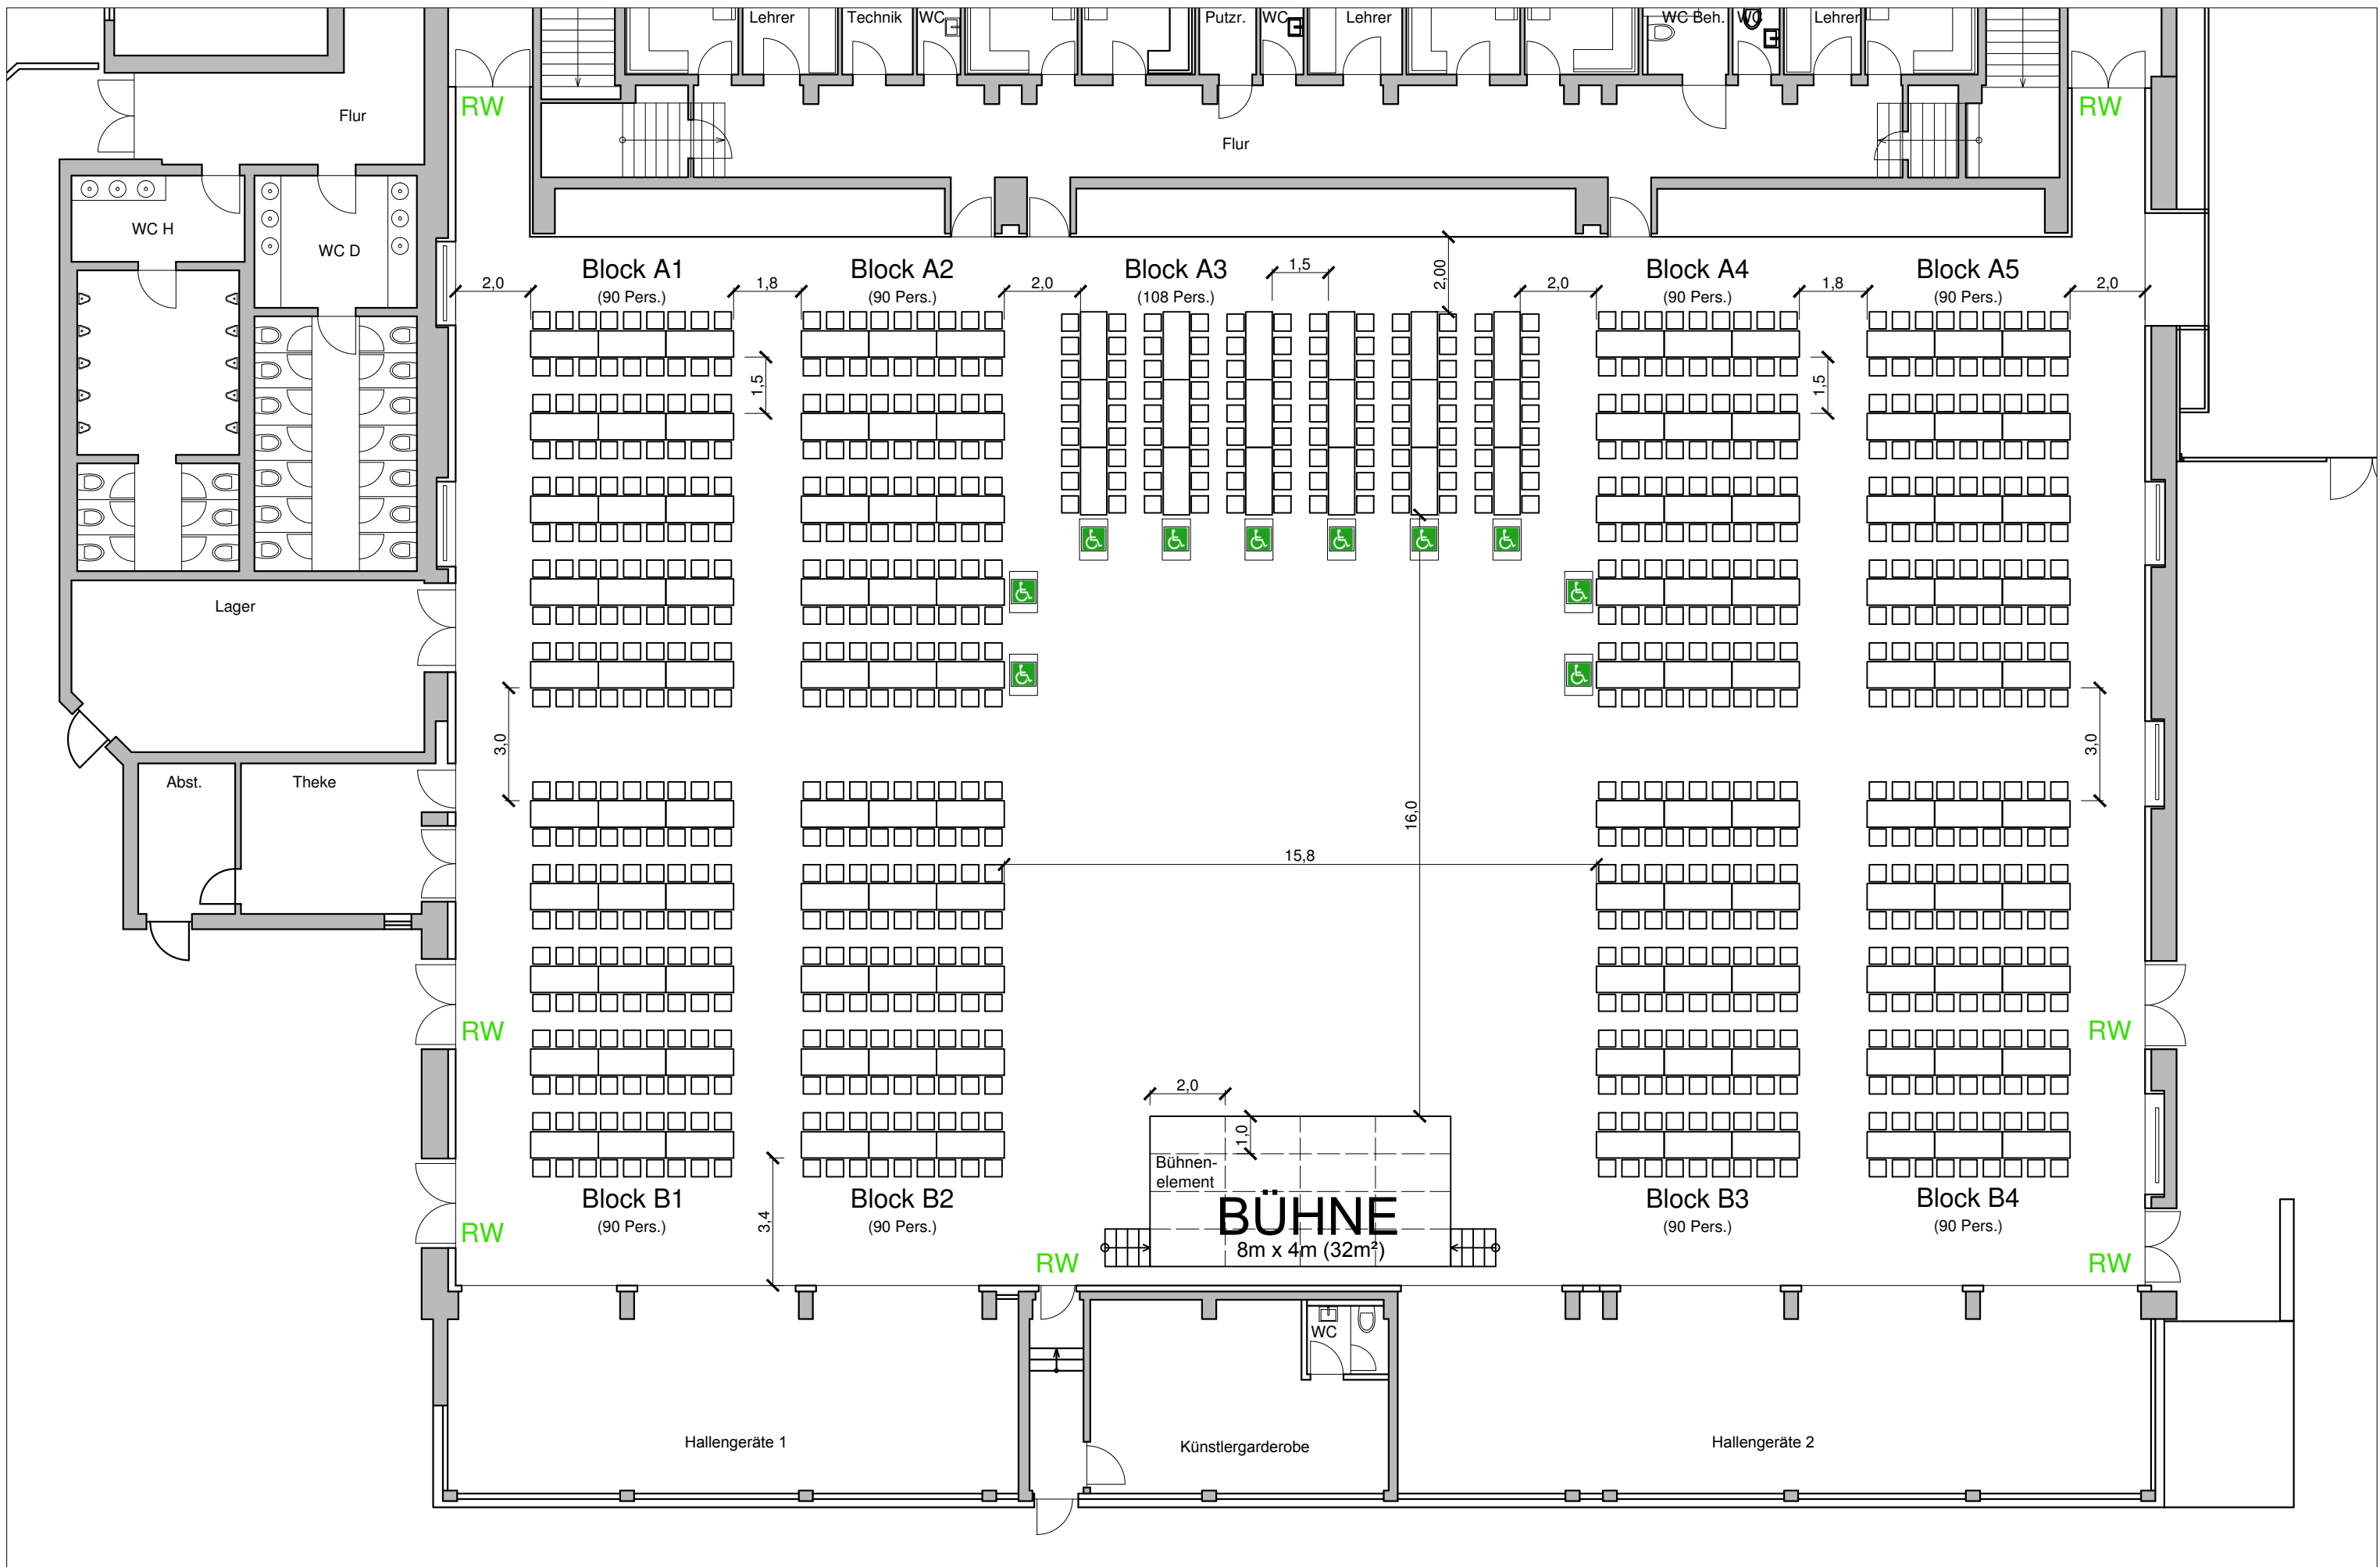 Lehrer
Technik
WC
Putzr.
WC
Lehrer
WC Beh.
WC
Lehrer
RW
RW
Flur
Flur
WC H
WC D
Block A1
(90 Pers.)
Block A2
(90 Pers.)
Block A3
(108 Pers.)
Block A4
(90 Pers.)
Block A5
(90 Pers.)
2,0
1,8
2,0
1,5
2,00
2,0
1,8
2,0
1,5
1,5
Lager
3,0
3,0
Abst.
Theke
16,0
15,8
RW
RW
2,0
1,0
Bühnen-
element
BÜHNE
8m x 4m (32m²)
Block B1
(90 Pers.)
Block B2
(90 Pers.)
Block B3
(90 Pers.)
Block B4
(90 Pers.)
3,4
RW
RW
RW
WC
Hallengeräte 1
Künstlergarderobe
Hallengeräte 2